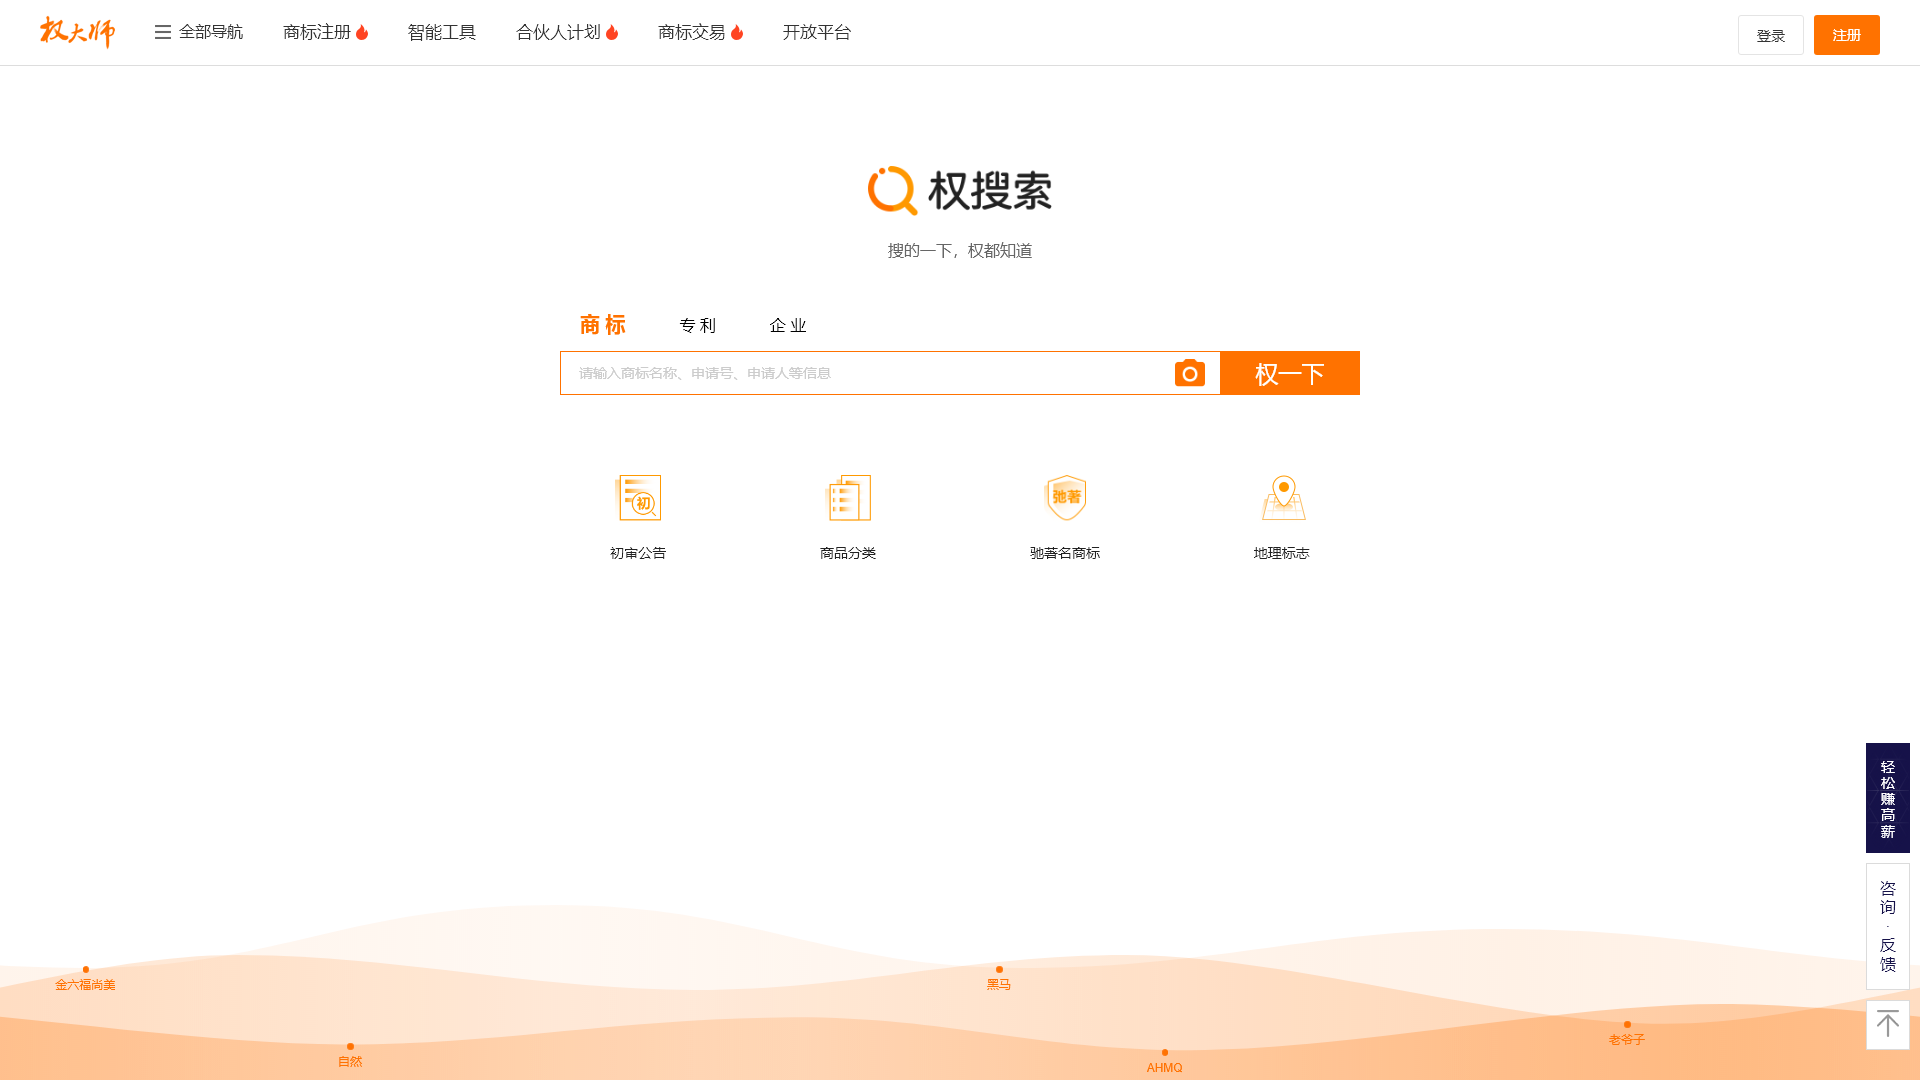 权大师
全部导航
商标注册
智能工具
合伙人计划
商标交易
开放平台
登录
注册
权搜索
搜的一下，权都知道
商标
专利
企业
请输入商标名称、申请号、申请人等信息
权一下
初
初审公告
商品分类
驰著
驰著名商标
地理标志
轻松赚高薪
咨询·反馈
金六福尚美
黑马
自然
老爷子
AHMQ